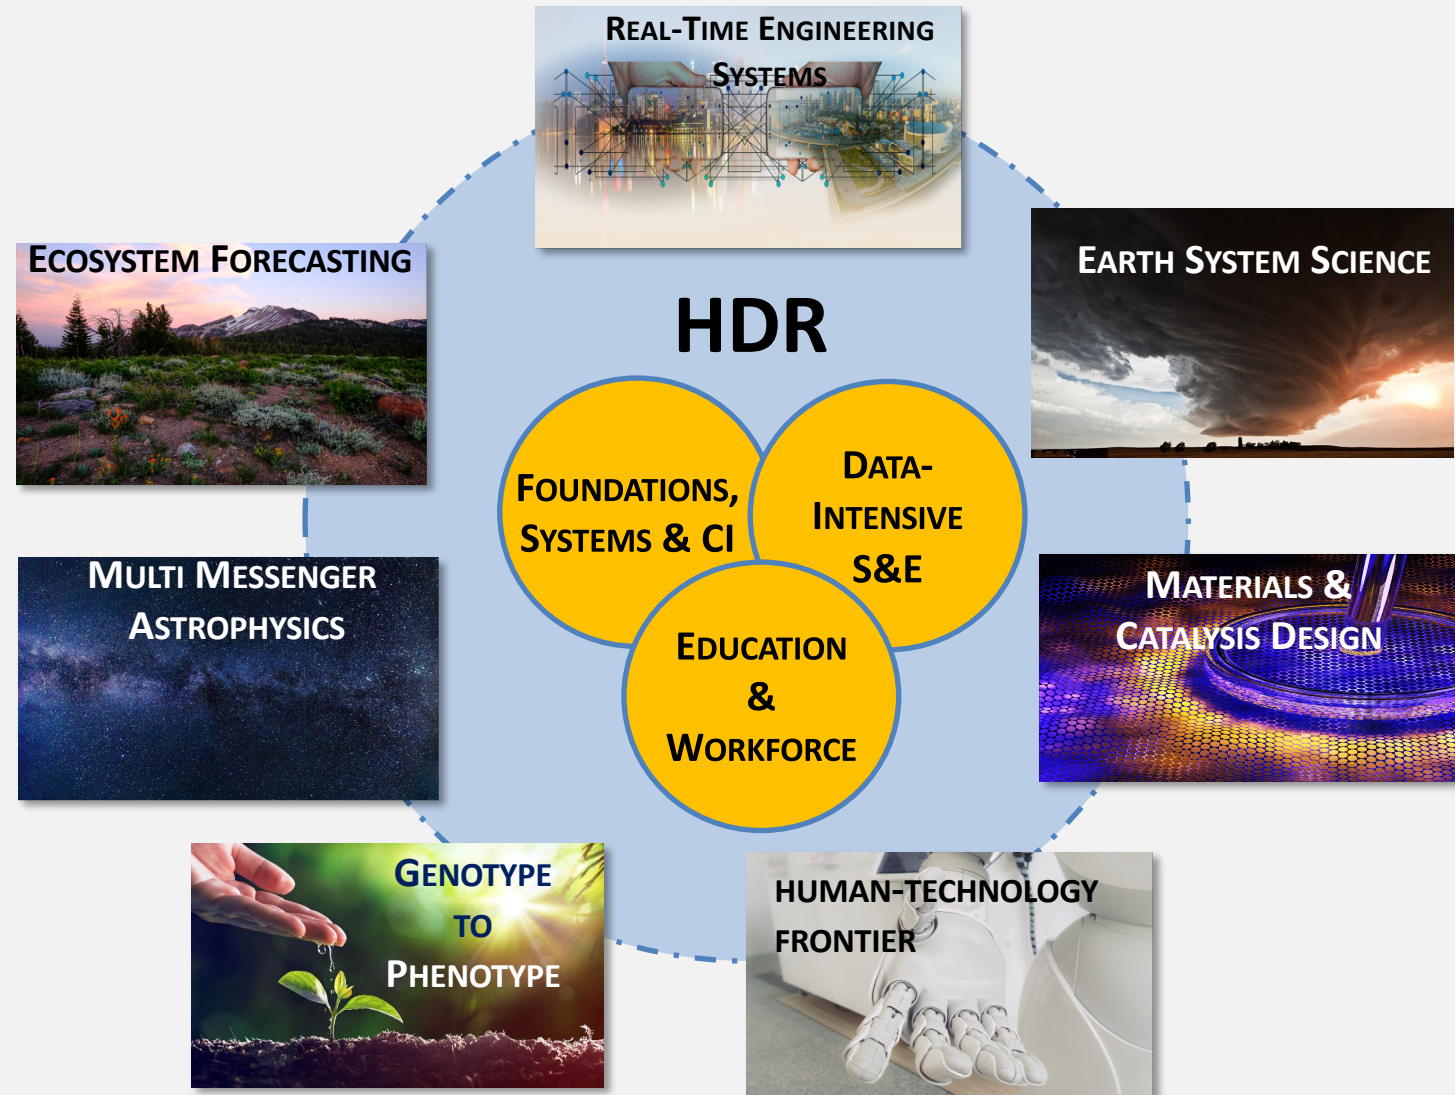 REAL-TIME ENGINEERING
SYSTEMS
ECOSYSTEM FORECASTING
EARTH SYSTEM SCIENCE
HDR
FOUNDATIONS,
SYSTEMS & CI
DATA-
INTENSIVE
S&E
EDUCATION
&
WORKFORCE
MULTI MESSENGER
ASTROPHYSICS
MATERIALS &
CATALYSIS DESIGN
GENOTYPE
TO
PHENOTYPE
HUMAN-TECHNOLOGY
FRONTIER